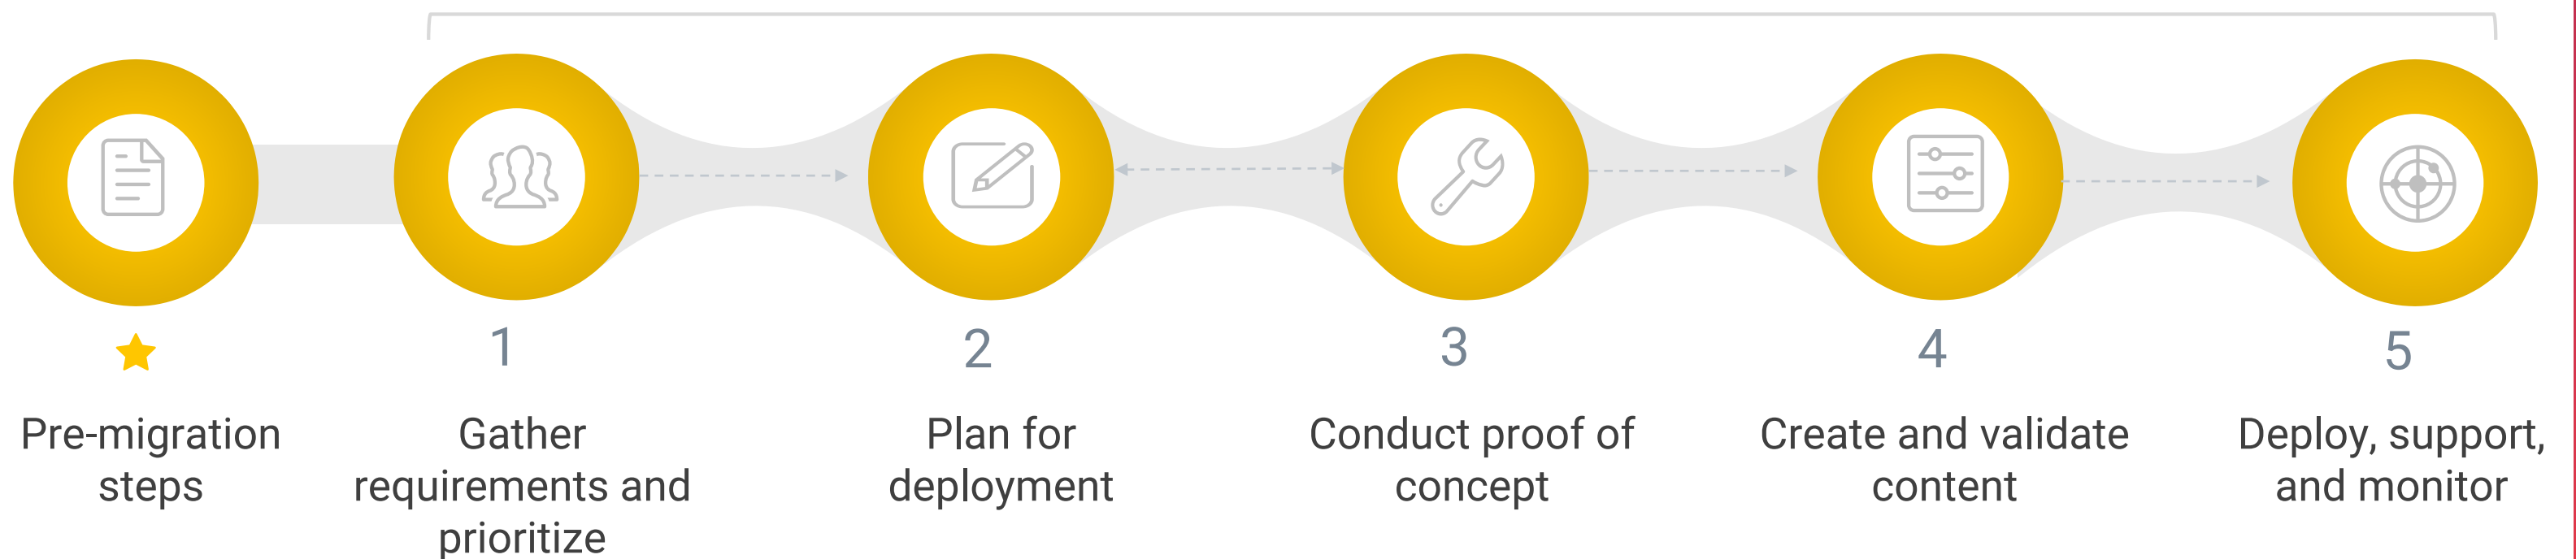 1
2
3
4
5
Pre-migration
steps
Gather
requirements and
prioritize
Plan for
deployment
Conduct proof of
concept
Create and validate
content
Deploy, support,
and monitor